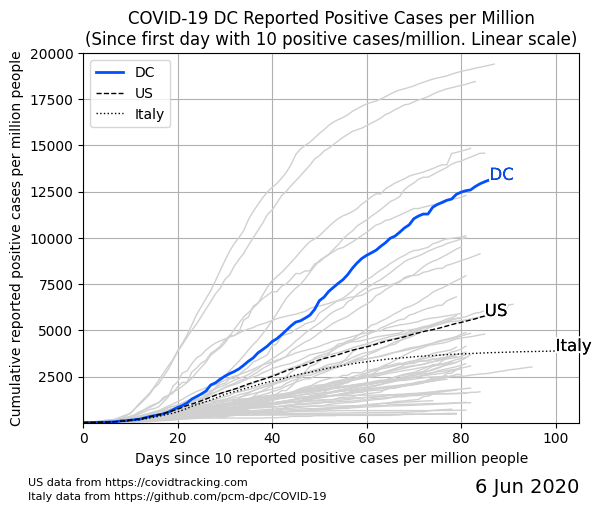 COVID-19 DC Reported Positive Cases per Million
(Since first day with 10 positive cases/million. Linear scale)
Cumulative reported positive cases per million people
20000
17500
15000
12500
10000
7500
5000
2500
DC
US
Italy
DC
US
Italy
0 20 40 60 80 100
Days since 10 reported positive cases per million people
US data from https://covidtracking.com
Italy data from https://github.com/pcm-dpc/COVID-19
6 Jun 2020